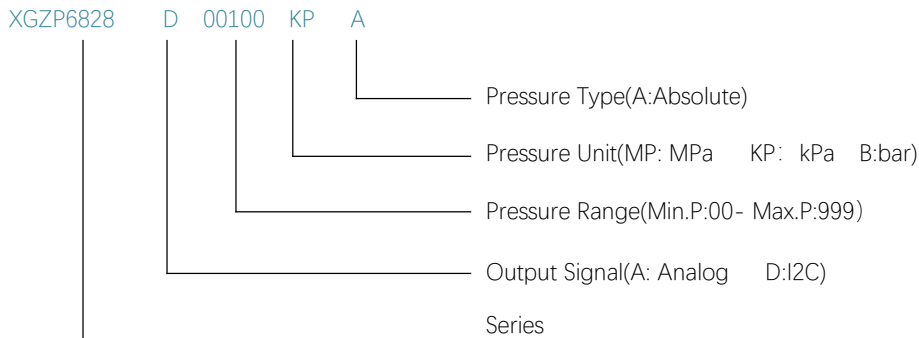 XGZP6828 D 00100 KP A
Pressure Type(A:Absolute)
Pressure Unit(MP: MPa KP: kPa B:bar)
Pressure Range(Min.P:00- Max.P:999)
Output Signal(A: Analog D:I2C)
Series